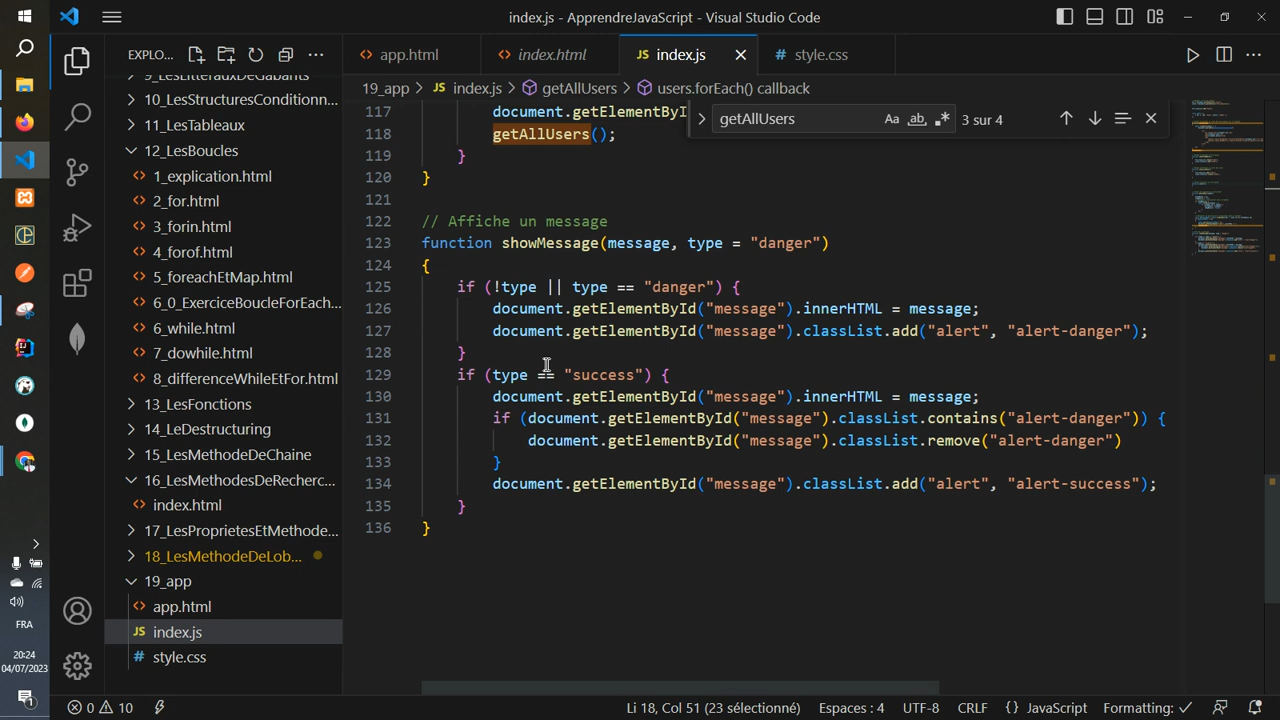 index.js - ApprendreJavaScript - Visual Studio Code
EXPLO...
app.html
index.html
JS index.js
# style.css
19_app > JS index.js > getAllUsers > users.forEach() callback
getAllUsers
Aa ab
3 sur 4
9_LesLitterauxDeGabarits
10_LesStructuresConditionn...
11_LesTableaux
12_LesBoucles
1_explication.html
2_for.html
3_forin.html
4_forof.html
5_foreachEtMap.html
6_0_ExerciceBoucleForEach...
6_while.html
7_dowhile.html
8_differenceWhileEtFor.html
13_LesFonctions
14_LeDestructuring
15_LesMethodeDeChaine
16_LesMethodesDeRecherc...
index.html
17_LesProprietesEtMethode...
18_LesMethodeDeLob...
19_app
app.html
JS index.js
# style.css
117 document.getElementByI
118 getAllUsers();
119 }
120 }
121
122 // Affiche un message
123 function showMessage(message, type = "danger")
124 {
125 if (!type || type == "danger") {
126 document.getElementById("message").innerHTML = message;
127 document.getElementById("message").classList.add("alert", "alert-danger");
128 }
129 if (type == "success") {
130 document.getElementById("message").innerHTML = message;
131 if (document.getElementById("message").classList.contains("alert-danger")) {
132 document.getElementById("message").classList.remove("alert-danger")
133 }
134 document.getElementById("message").classList.add("alert", "alert-success");
135 }
136 }
FRA
20:24
04/07/2023
1
0 10
Li 18, Col 51 (23 sélectionné)
Espaces : 4
UTF-8
CRLF
{} JavaScript
Formatting: ✓